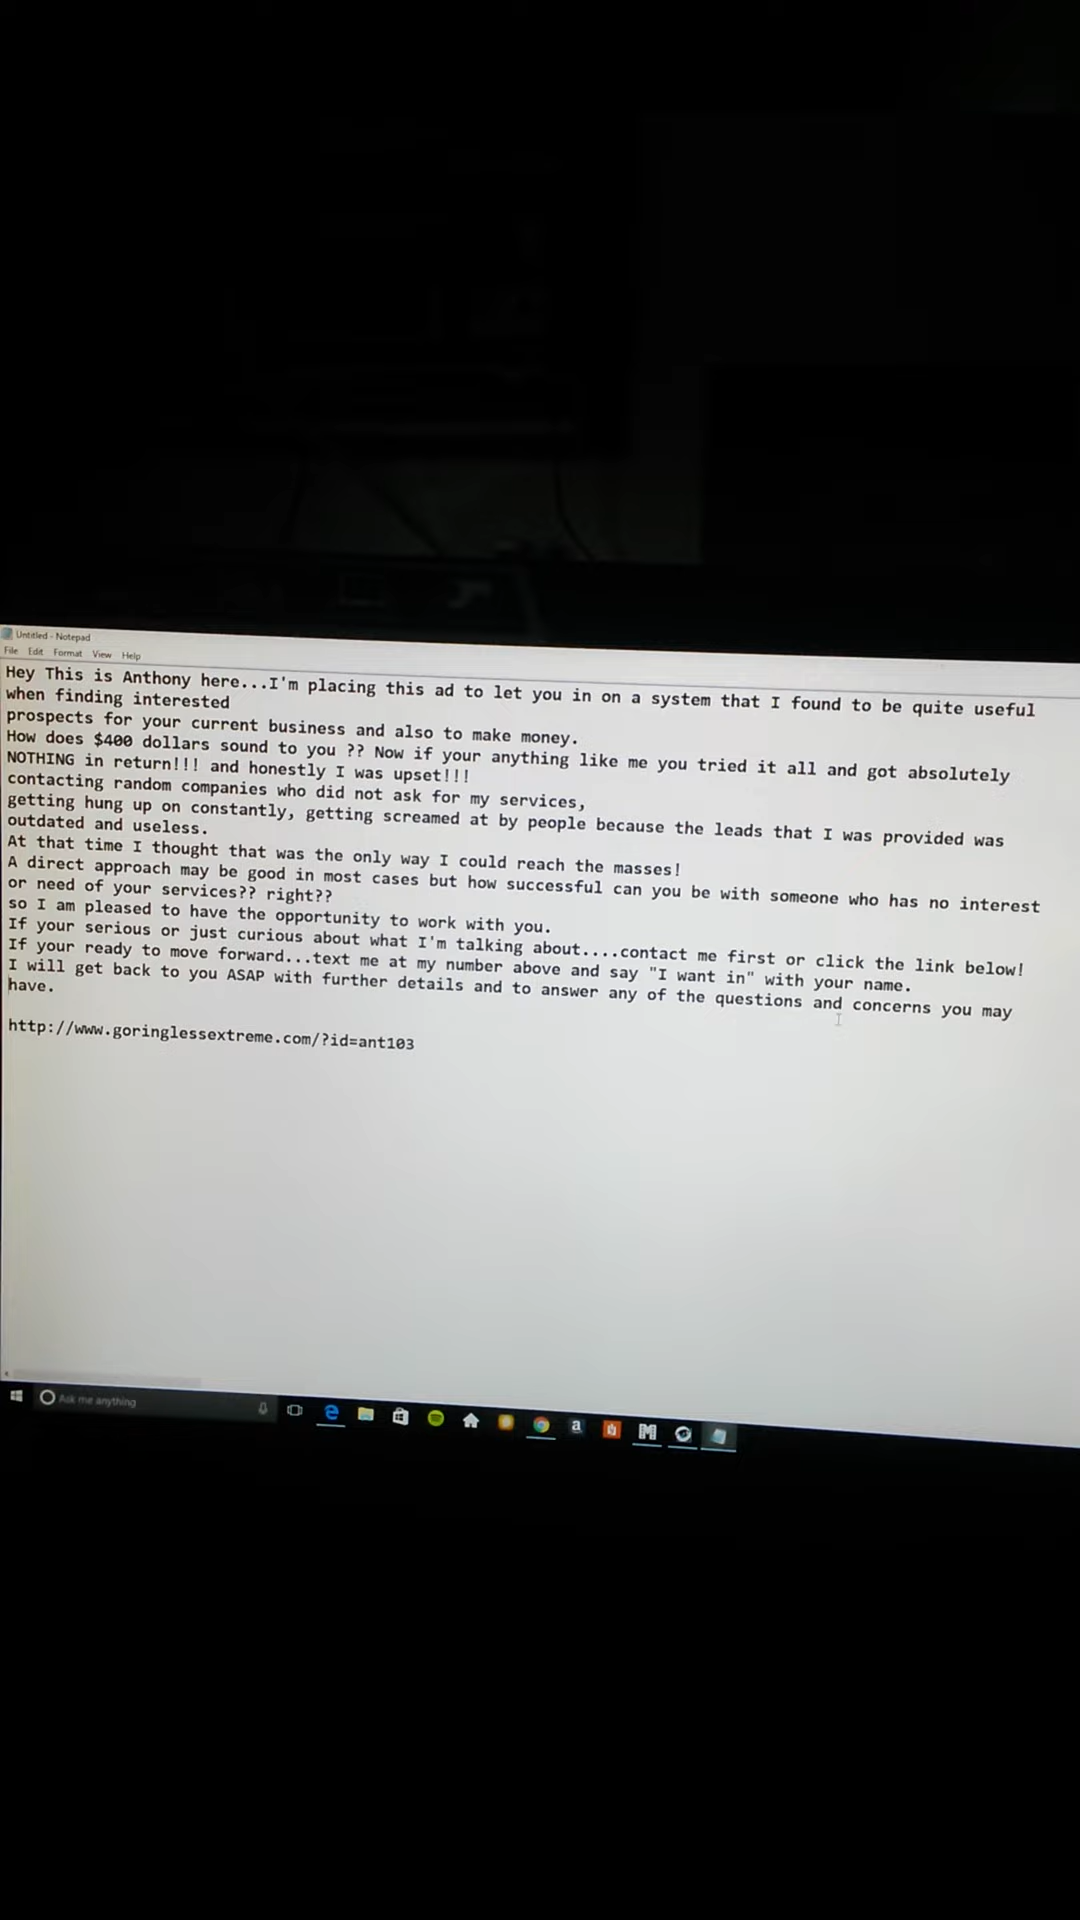 Untitled - Notepad
File Edit Format View Help
Hey This is Anthony here...I'm placing this ad to let you in on a system that I found to be quite useful
when finding interested
prospects for your current business and also to make money.
How does $400 dollars sound to you ?? Now if your anything like me you tried it all and got absolutely
NOTHING in return!!! and honestly I was upset!!!
contacting random companies who did not ask for my services,
getting hung up on constantly, getting screamed at by people because the leads that I was provided was
outdated and useless.
At that time I thought that was the only way I could reach the masses!
A direct approach may be good in most cases but how successful can you be with someone who has no interest
or need of your services?? right??
so I am pleased to have the opportunity to work with you.
If your serious or just curious about what I'm talking about....contact me first or click the link below!
If your ready to move forward...text me at my number above and say "I want in" with your name.
I will get back to you ASAP with further details and to answer any of the questions and concerns you may
have.
http://www.goringlessextreme.com/?id=ant103
Ask me anything